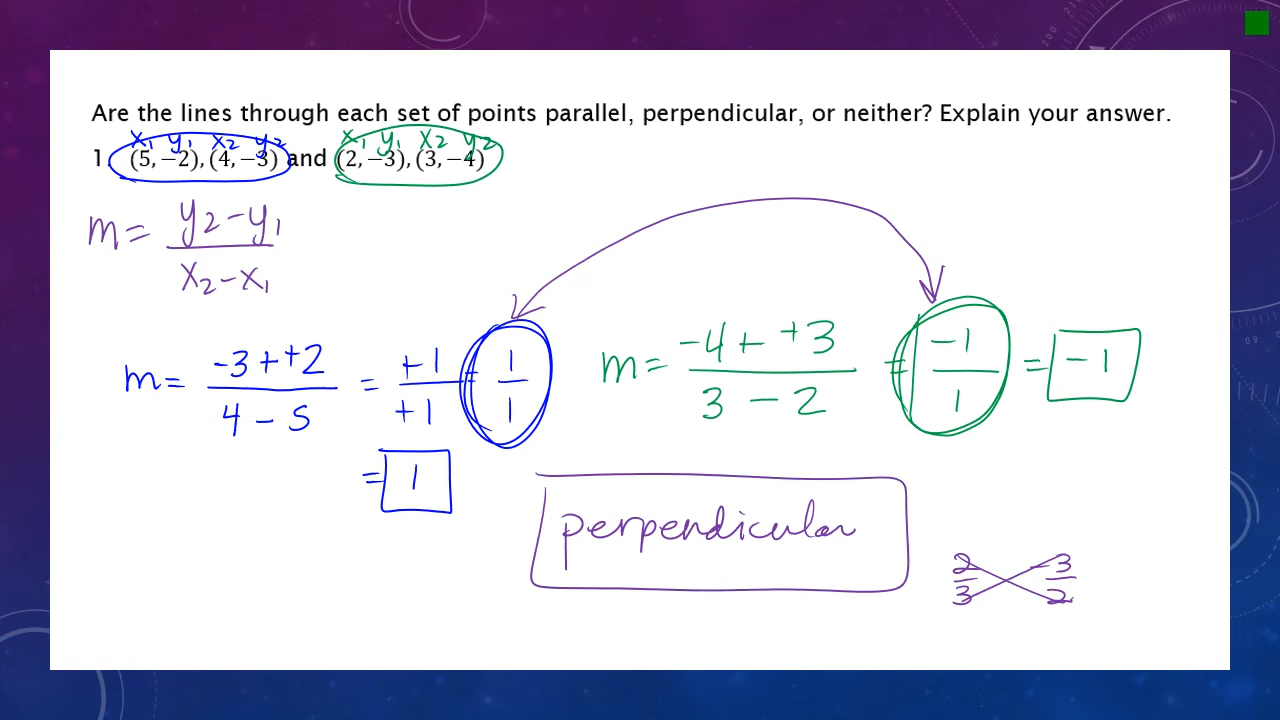 Are the lines through each set of points parallel, perpendicular, or neither? Explain your answer.
x₁ y₁ x₂ y₂ x₁ y₁ x₂ y₂
1 (5, −2), (4, −3) and (2, −3), (3, −4)
m = y₂ − y₁
x₂ − x₁
m = -3 + +2 = +1 = 1
4 − 5 +1 1
= 1
m = -4 + +3 = -1 = -1
3 − 2 1
perpendicular
2 -3
3 2
200
80